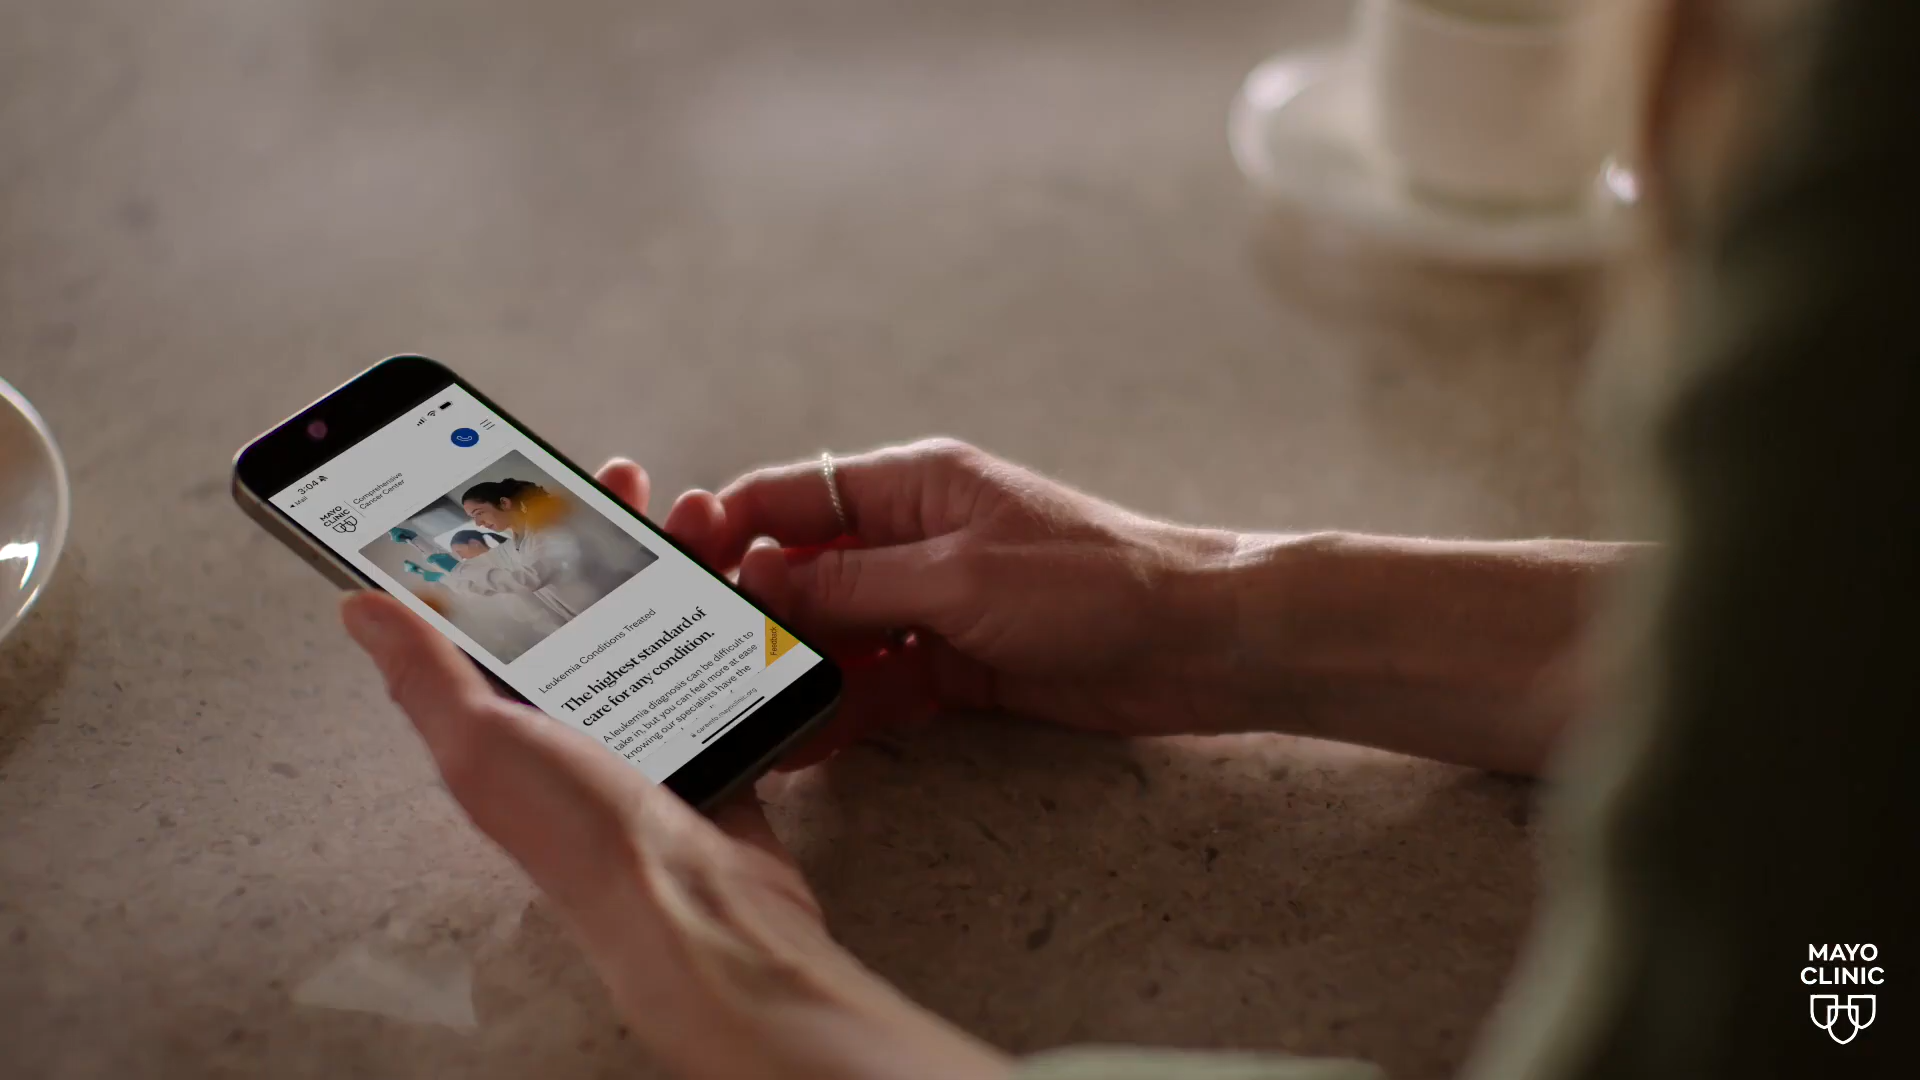 3:04
Mail
MAYO
CLINIC
Comprehensive
Cancer Center
Leukemia Conditions Treated
The highest standard of
care for any condition.
A leukemia diagnosis can be difficult to
take in, but you can feel more at ease
knowing our specialists have the
Feedback
MAYO
CLINIC